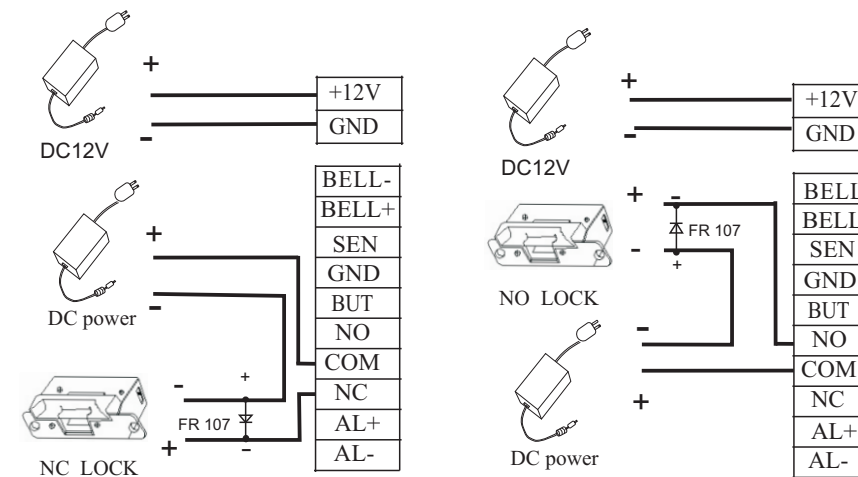 +
+12V
GND
-
DC12V
BELL-
BELL+
SEN
GND
BUT
NO
COM
NC
AL+
AL-
+
-
DC power
-
+
FR 107
-
+
NC LOCK
+
+12V
GND
-
DC12V
BELL
BELL
SEN
GND
BUT
NO
COM
NC
AL+
AL-
+
-
FR 107
-
+
NO LOCK
-
+
DC power